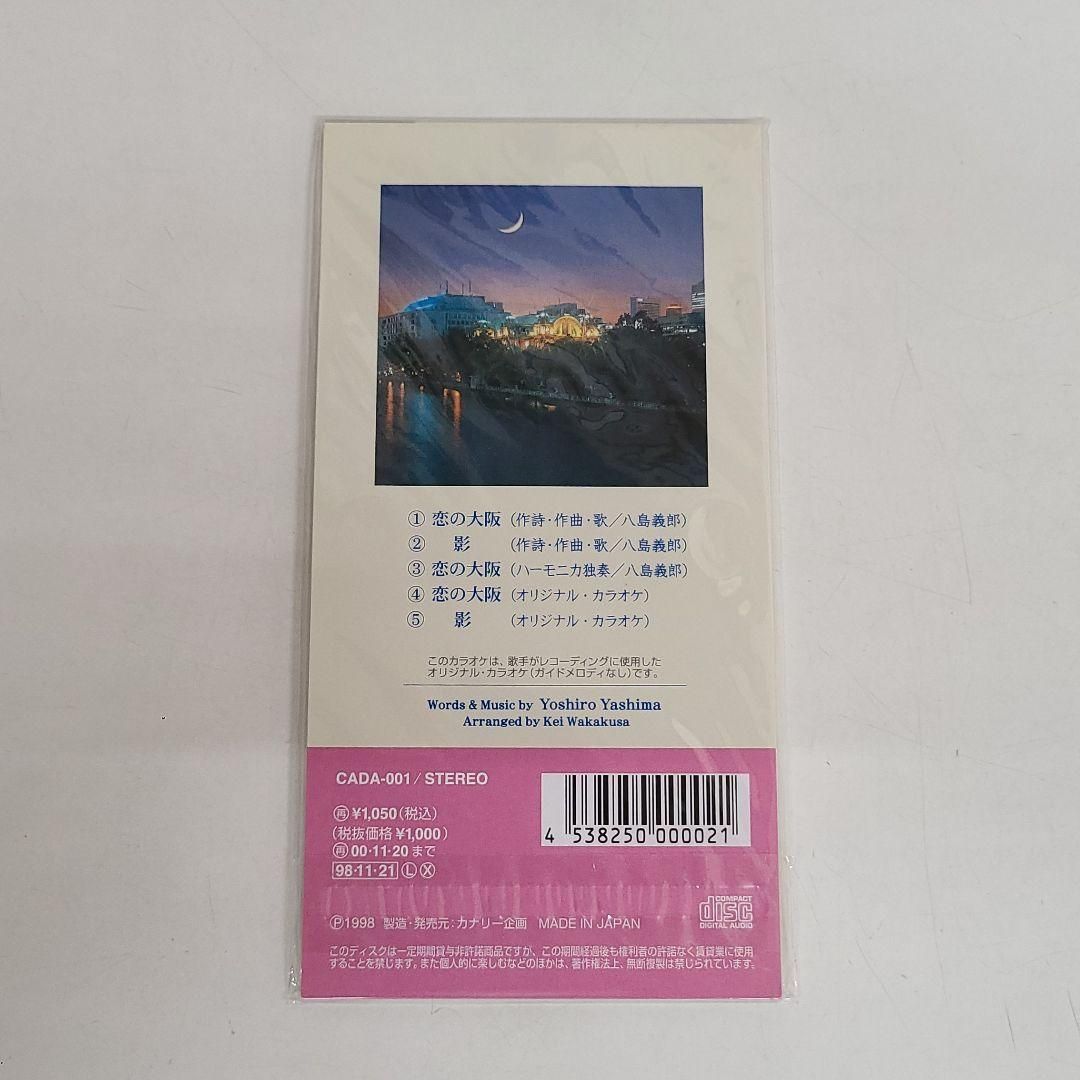 ① 恋の大阪 (作詩・作曲・歌／八島義郎)
② 影 (作詩・作曲・歌／八島義郎)
③ 恋の大阪 (ハーモニカ独奏／八島義郎)
④ 恋の大阪 (オリジナル・カラオケ)
⑤ 影 (オリジナル・カラオケ)
このカラオケは、歌手がレコーディングに使用した
オリジナル・カラオケ(ガイドメロディなし)です。
Words & Music by Yoshiro Yashima
Arranged by Kei Wakakusa
CADA-001 / STEREO
㊢ ¥1,050(税込)
(税抜価格 ¥1,000)
再 00・11・20 まで
98・11・21 Ⓛ Ⓧ
4 538250 000021
COMPACT
disc
DIGITAL AUDIO
Ⓟ1998 製造・発売元：カナリー企画 MADE IN JAPAN
このディスクは一定期間貸与非許諾商品ですが、この期間経過後も権利者の許諾なく賃貸業に使用
することを禁じます。また個人的に楽しむなどのほかは、著作権法上、無断複製は禁じられています。